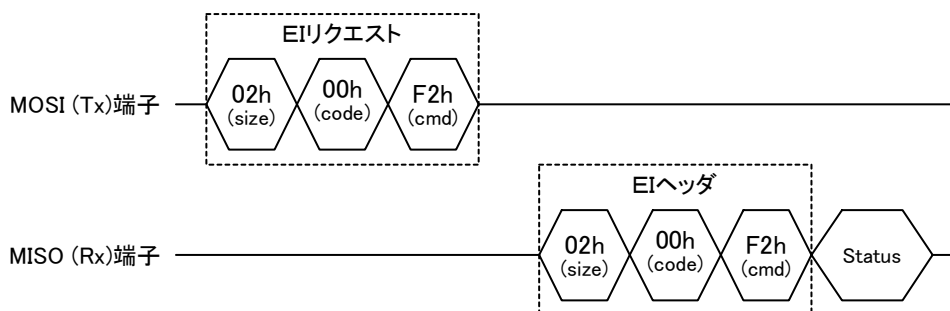 EIリクエスト
MOSI (Tx)端子
02h
(size)
00h
(code)
F2h
(cmd)
EIヘッダ
MISO (Rx)端子
02h
(size)
00h
(code)
F2h
(cmd)
Status